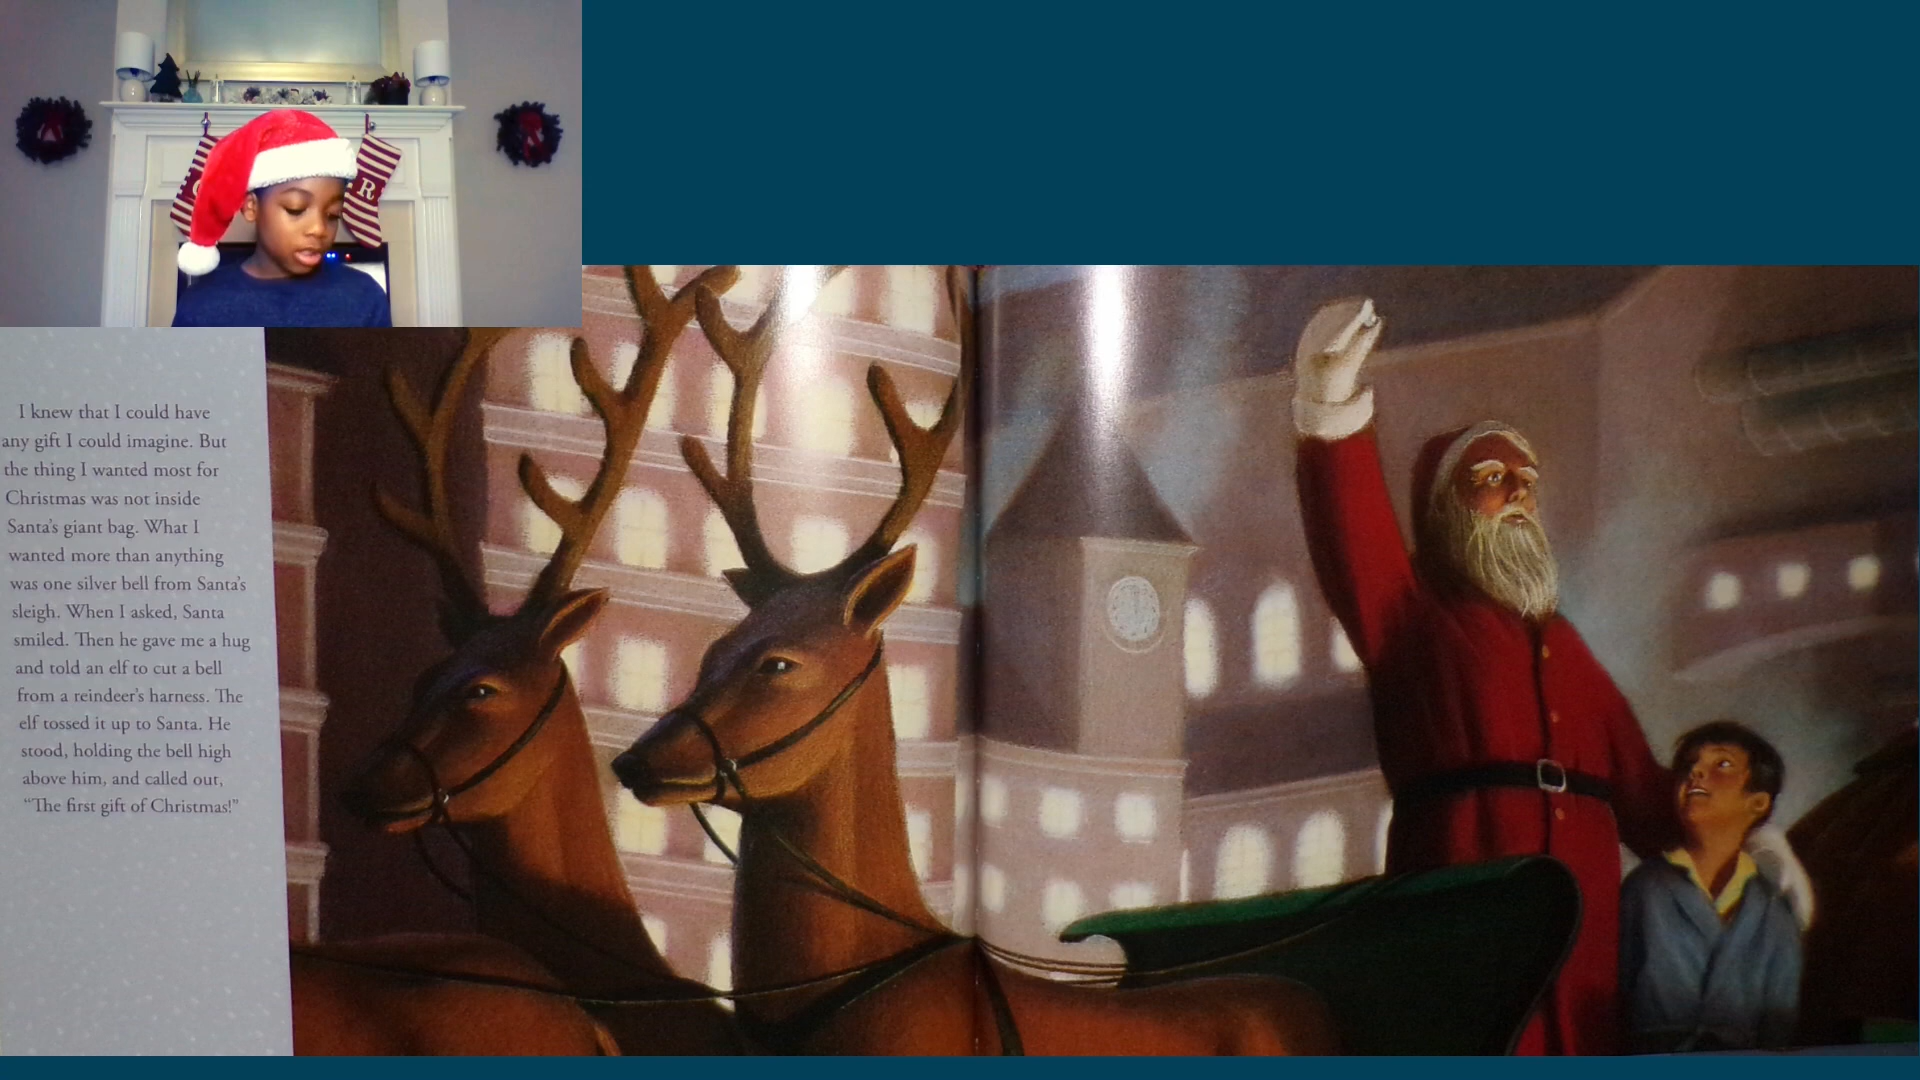 R
I knew that I could have
any gift I could imagine. But
the thing I wanted most for
Christmas was not inside
Santa's giant bag. What I
wanted more than anything
was one silver bell from Santa's
sleigh. When I asked, Santa
smiled. Then he gave me a hug
and told an elf to cut a bell
from a reindeer's harness. The
elf tossed it up to Santa. He
stood, holding the bell high
above him, and called out,
“The first gift of Christmas!”